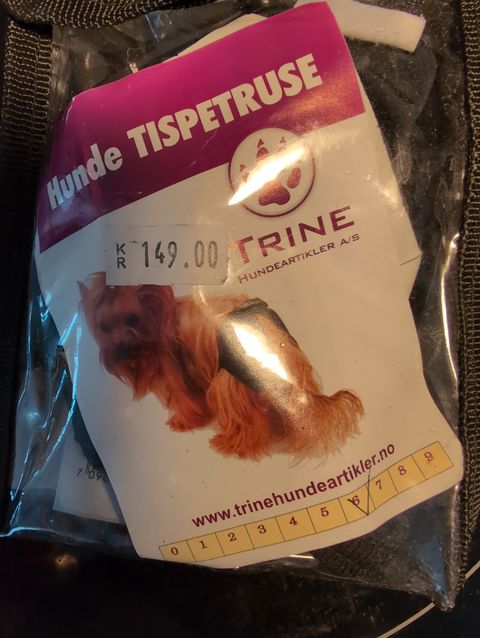 Hunde TISPETRUSE
TRINE
HUNDEARTIKLER A/S
KR 149.00
www.trinehundeartikler.no
0 1 2 3 4 5 6 7 8 9